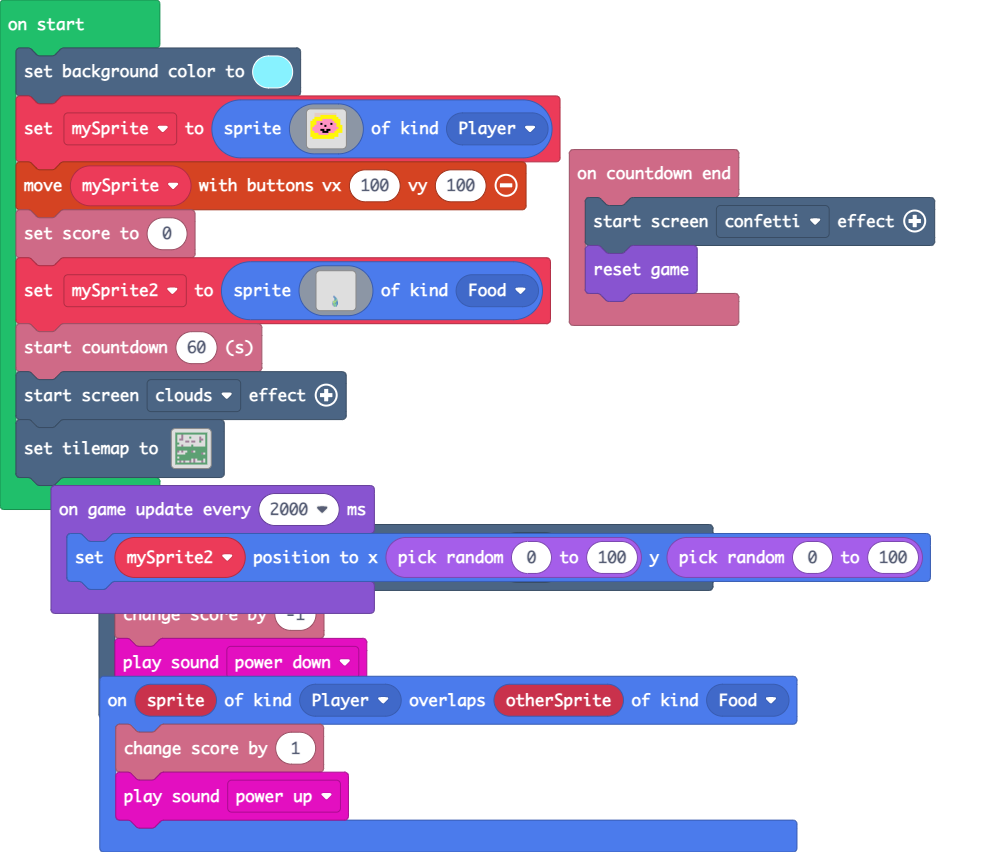 on start
set background color to
set mySprite to sprite of kind Player
move mySprite with buttons vx 100 vy 100
set score to 0
set mySprite2 to sprite of kind Food
start countdown 60 (s)
start screen clouds effect
set tilemap to
on countdown end
start screen confetti effect
reset game
on game update every 2000 ms
set mySprite2 position to x pick random 0 to 100 y pick random 0 to 100
change score by -1
play sound power down
on sprite of kind Player overlaps otherSprite of kind Food
change score by 1
play sound power up